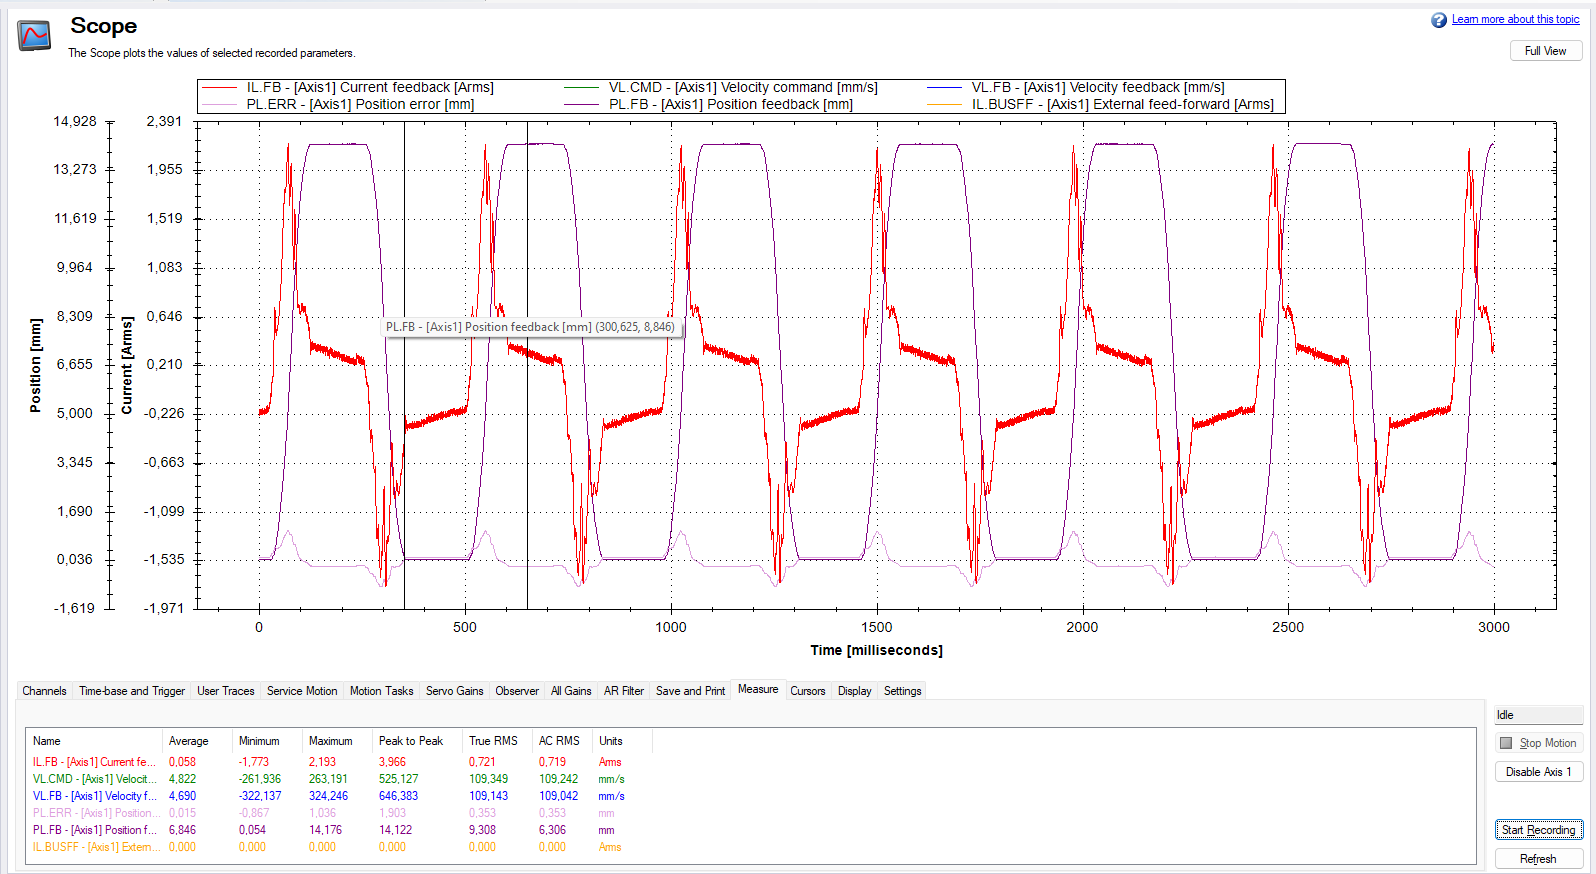 Scope
Learn more about this topic
The Scope plots the values of selected recorded parameters.
Full View
IL.FB - [Axis1] Current feedback [Arms] VL.CMD - [Axis1] Velocity command [mm/s] VL.FB - [Axis1] Velocity feedback [mm/s]
PL.ERR - [Axis1] Position error [mm] PL.FB - [Axis1] Position feedback [mm] IL.BUSFF - [Axis1] External feed-forward [Arms]
14,928 2,391
13,273 1,955
11,619 1,519
9,964 1,083
8,309 0,646
6,655 0,210
5,000 -0,226
3,345 -0,663
1,690 -1,099
0,036 -1,535
-1,619 -1,971
Position [mm]
Current [Arms]
PL.FB - [Axis1] Position feedback [mm] (300,625, 8,846)
0 500 1000 1500 2000 2500 3000
Time [milliseconds]
Channels Time-base and Trigger User Traces Service Motion Motion Tasks Servo Gains Observer All Gains AR Filter Save and Print Measure Cursors Display Settings
Name Average Minimum Maximum Peak to Peak True RMS AC RMS Units
IL.FB - [Axis1] Current fe... 0,058 -1,773 2,193 3,966 0,721 0,719 Arms
VL.CMD - [Axis1] Velocit... 4,822 -261,936 263,191 525,127 109,349 109,242 mm/s
VL.FB - [Axis1] Velocity f... 4,690 -322,137 324,246 646,383 109,143 109,042 mm/s
PL.ERR - [Axis1] Position... 0,015 -0,867 1,036 1,903 0,353 0,353 mm
PL.FB - [Axis1] Position f... 6,846 0,054 14,176 14,122 9,308 6,306 mm
IL.BUSFF - [Axis1] Extern... 0,000 0,000 0,000 0,000 0,000 0,000 Arms
Idle
Stop Motion
Disable Axis 1
Start Recording
Refresh